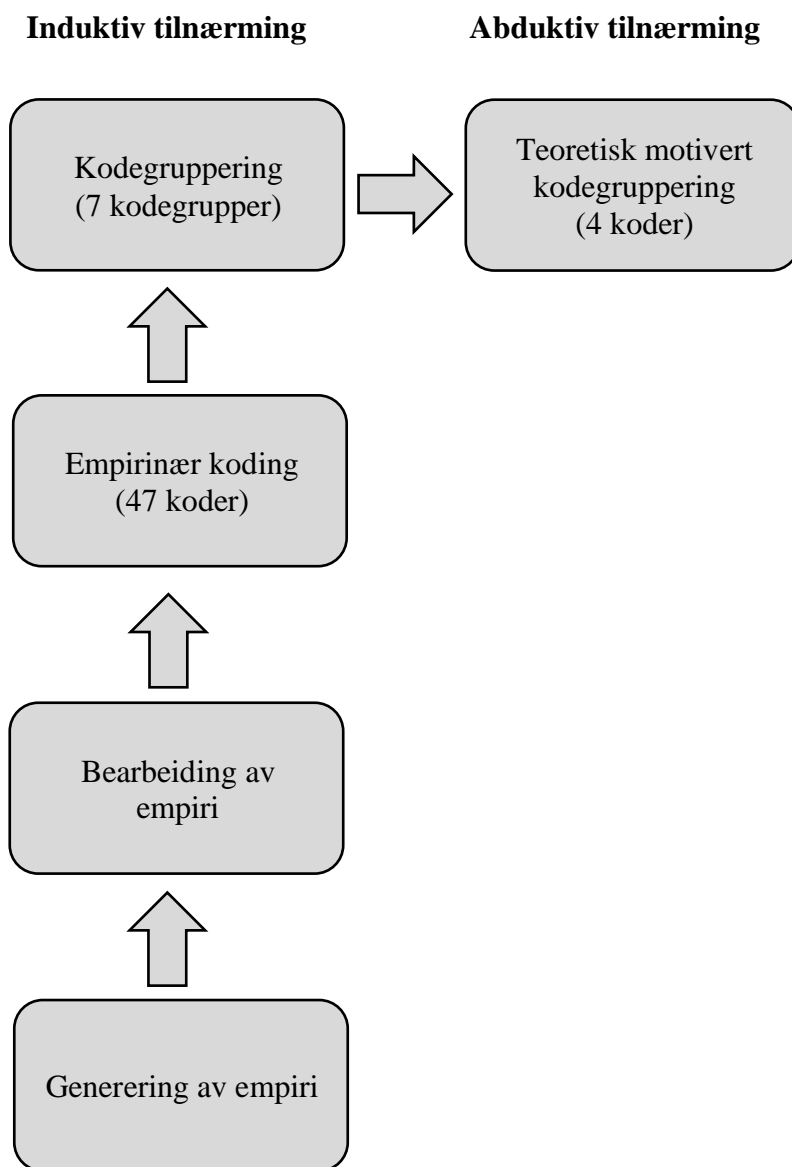 Induktiv tilnærming
Abduktiv tilnærming
Kodegruppering
(7 kodegrupper)
Teoretisk motivert
kodegruppering
(4 koder)
Empirinær koding
(47 koder)
Bearbeiding av
empiri
Generering av empiri